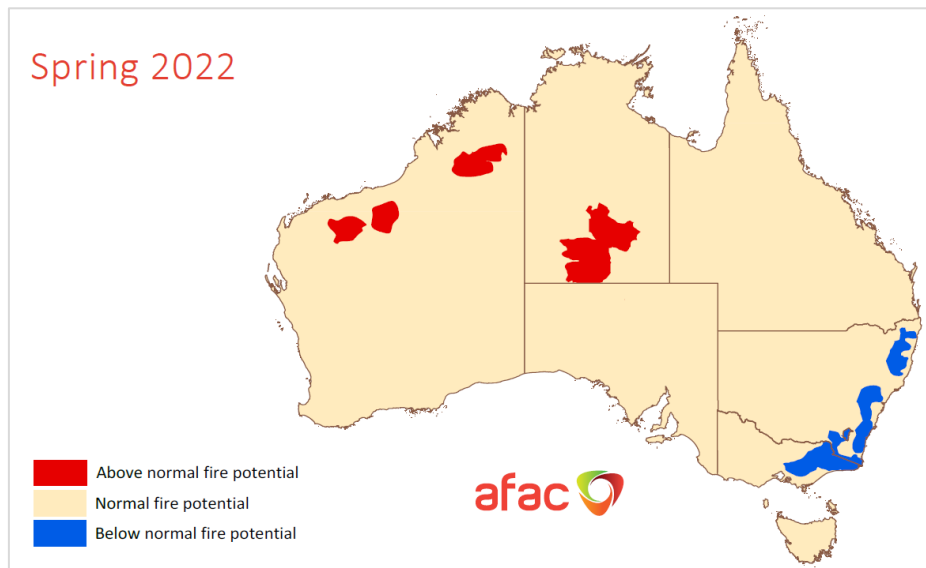 Spring 2022
Above normal fire potential
Normal fire potential
Below normal fire potential
afac